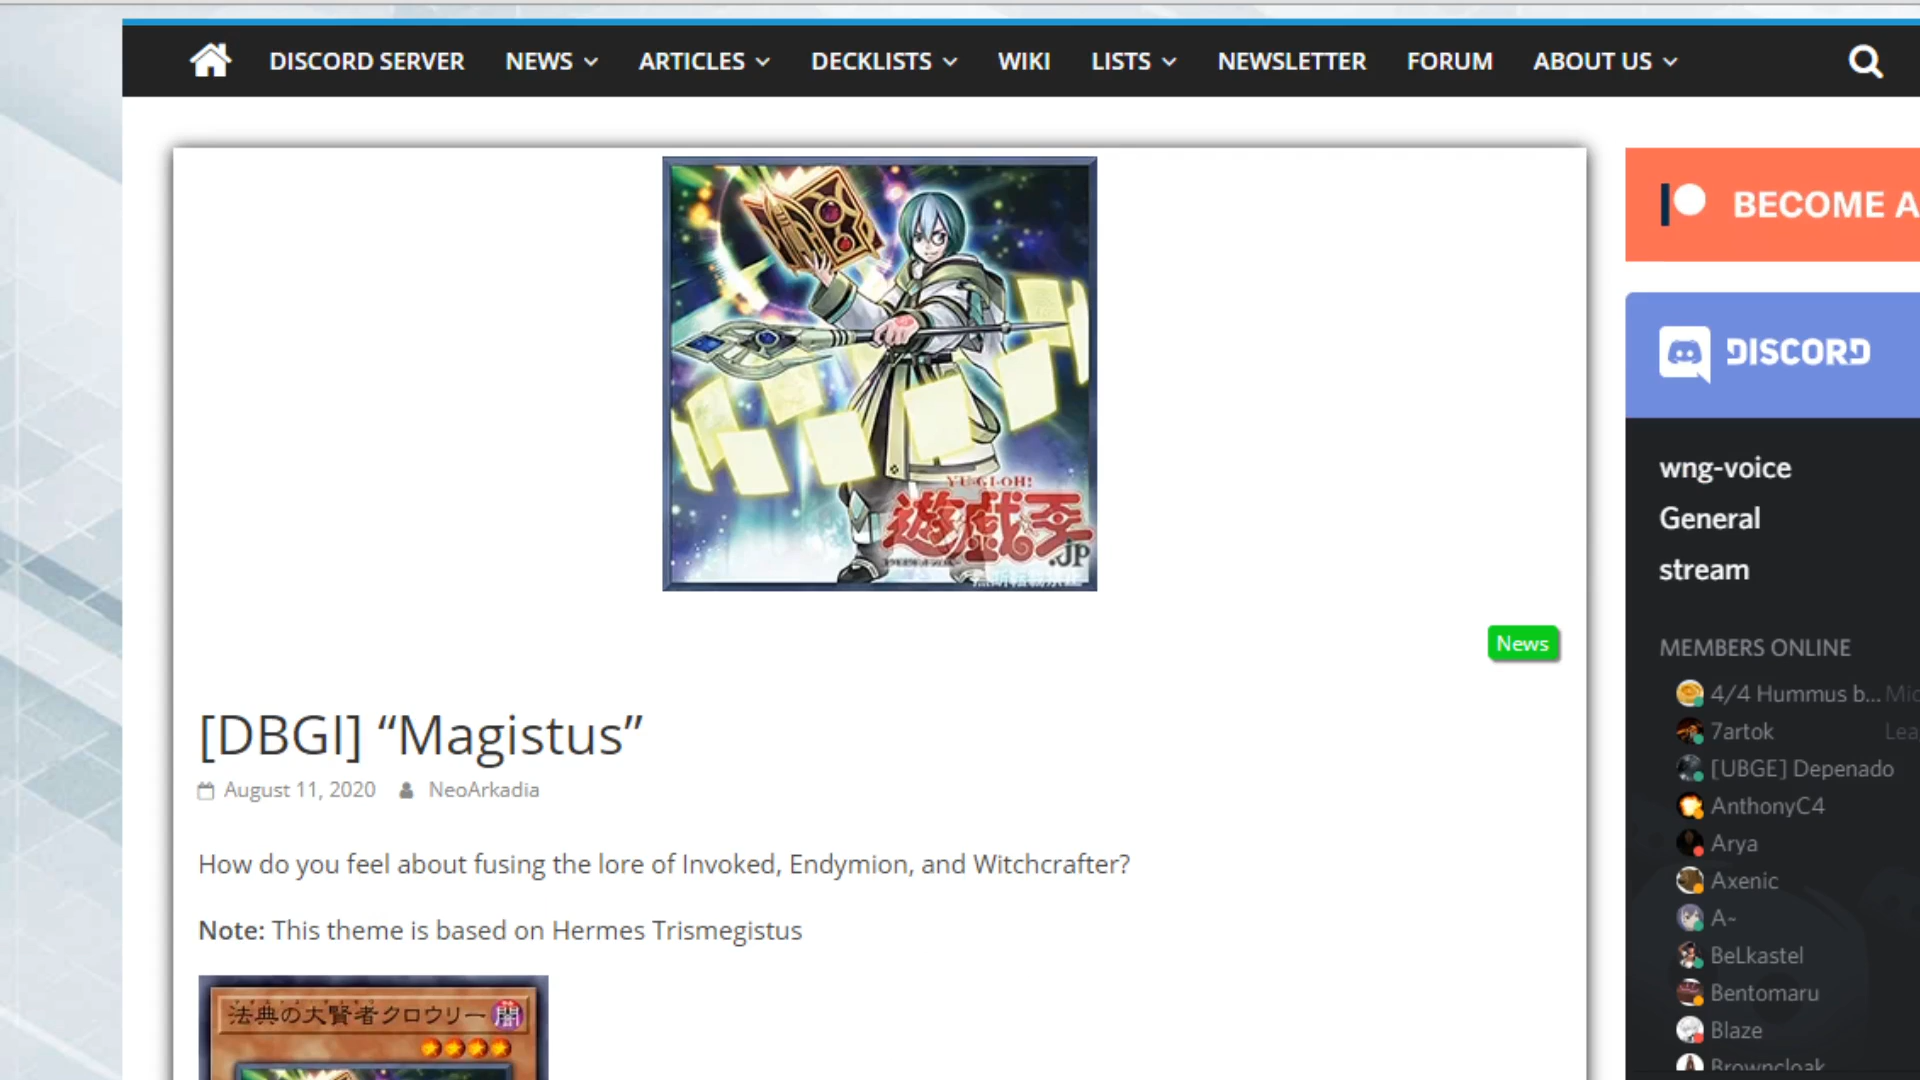 DISCORD SERVER NEWS ARTICLES DECKLISTS WIKI LISTS NEWSLETTER FORUM ABOUT US
YU-GI-OH!
遊戯王
.JP
BECOME A
DISCORD
wng-voice
General
stream
MEMBERS ONLINE
4/4 Hummus b... Mic
7artok Lea
[UBGE] Depenado
AnthonyC4
Arya
Axenic
A~
BeLkastel
Bentomaru
Blaze
Browncloak
News
[DBGI] “Magistus”
August 11, 2020 NeoArkadia
How do you feel about fusing the lore of Invoked, Endymion, and Witchcrafter?
Note: This theme is based on Hermes Trismegistus
法典の大賢者クロウリー 闇